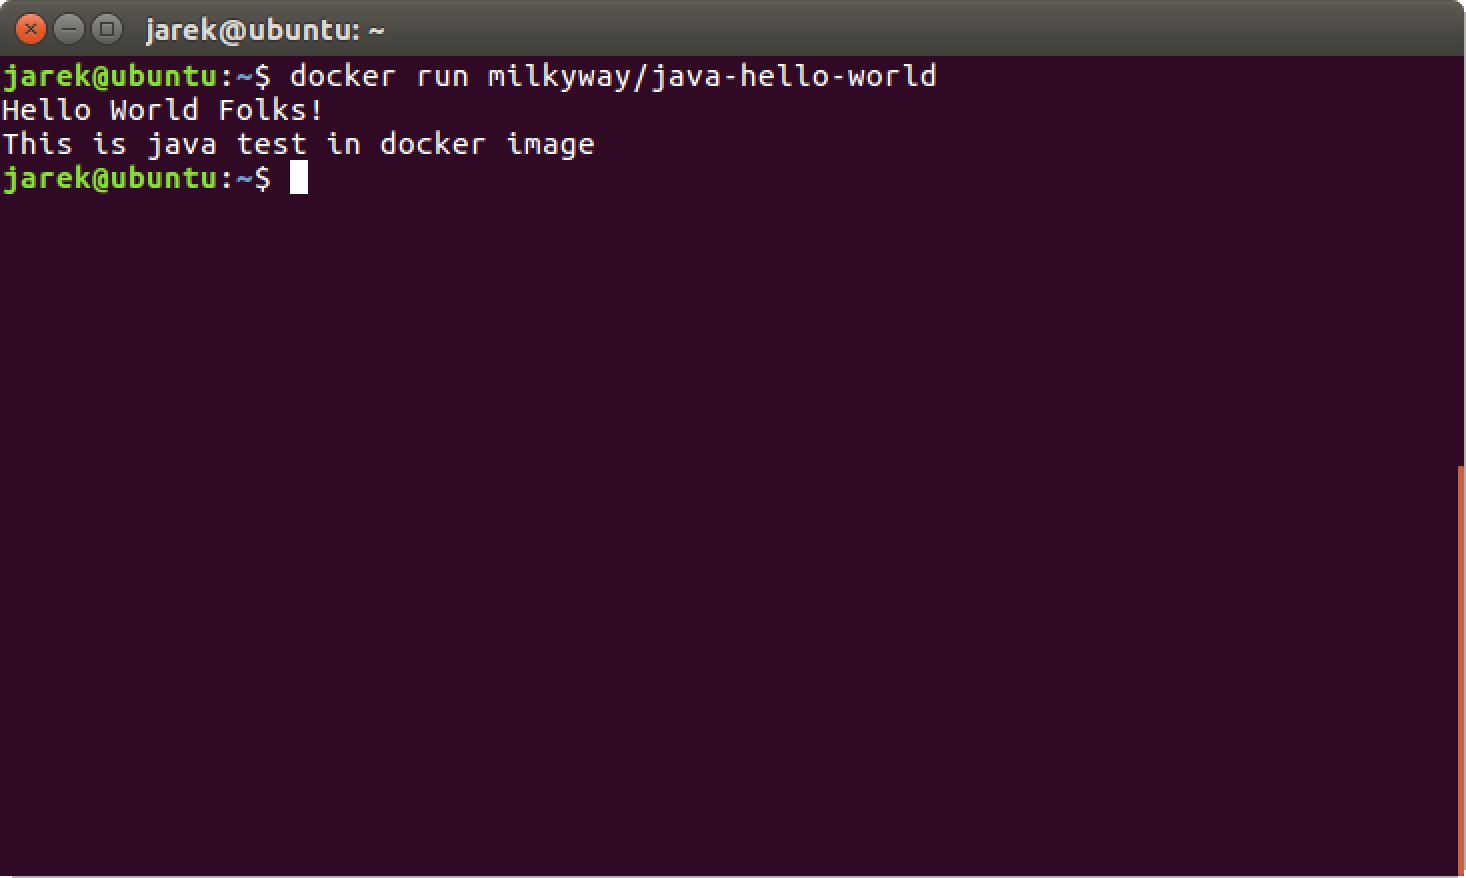 jarek@ubuntu: ~
jarek@ubuntu:~$ docker run milkyway/java-hello-world
Hello World Folks!
This is java test in docker image
jarek@ubuntu:~$